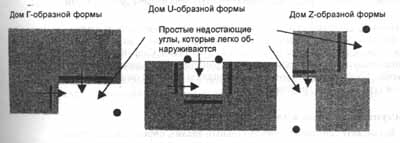 Дом Г-образной формы
Дом U-образной формы
Дом Z-образной формы
Простые недостающие
углы, которые легко об-
наруживаются